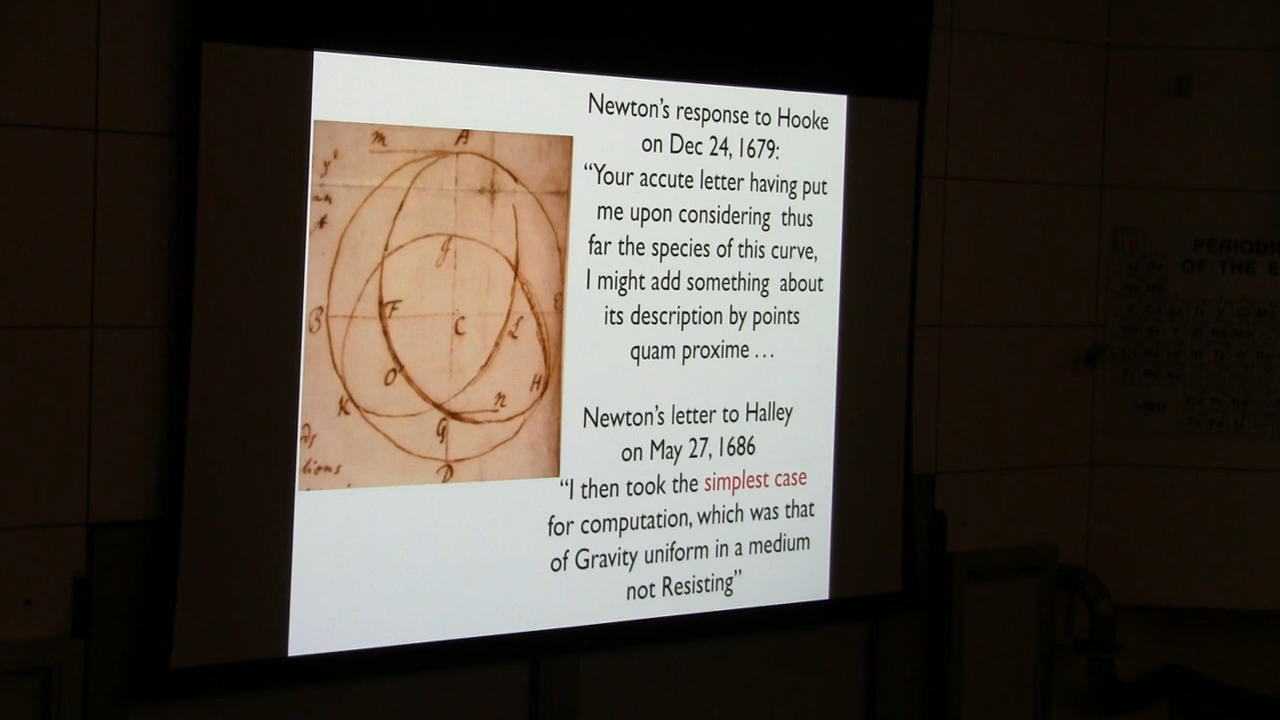 Newton's response to Hooke
on Dec 24, 1679:
“Your accute letter having put
me upon considering thus
far the species of this curve,
I might add something about
its description by points
quam proxime ...
Newton's letter to Halley
on May 27, 1686
“I then took the simplest case
for computation, which was that
of Gravity uniform in a medium
not Resisting”
m
A
g
B
F
C
L
O
H
K
n
G
D
lions
PERIODI
OF THE E